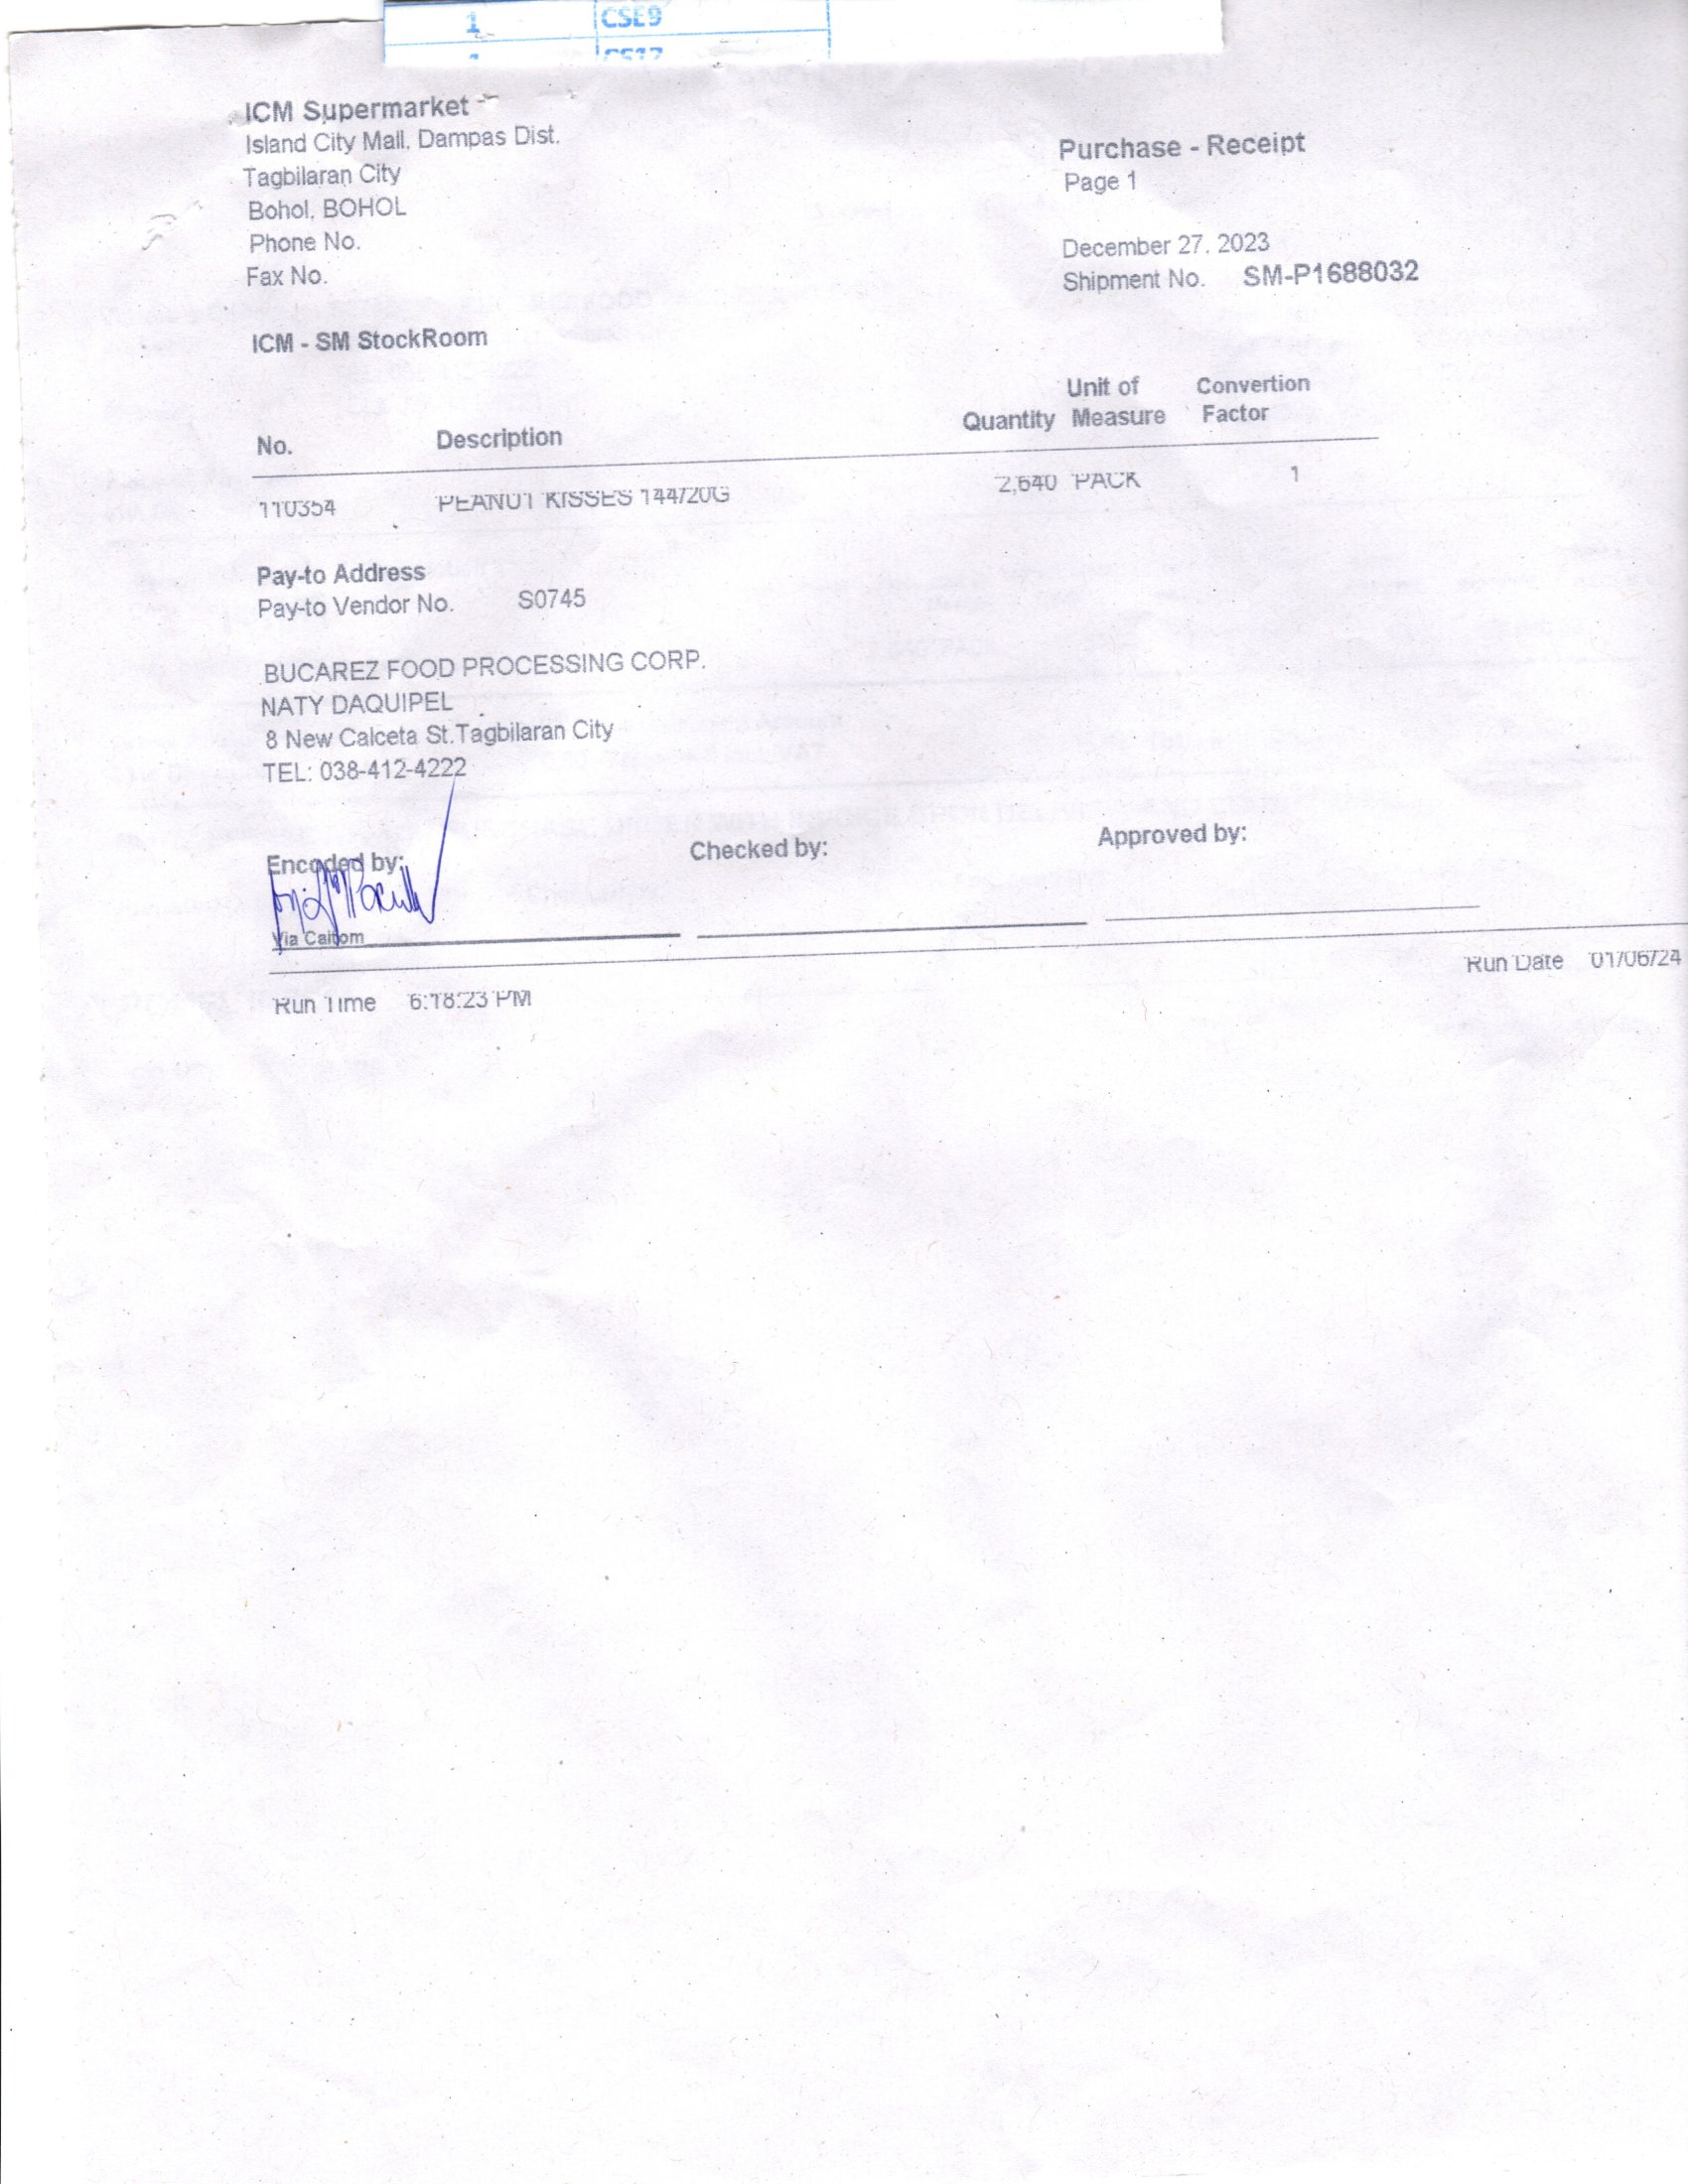 1 CSE9
ICM Supermarket
Island City Mall, Dampas Dist.
Tagbilaran City
Bohol, BOHOL
Phone No.
Fax No.
Purchase - Receipt
Page 1
December 27, 2023
Shipment No. SM-P1688032
ICM - SM StockRoom
No. Description Quantity Unit of Measure Convertion Factor
110354 PEANUT KISSES 144/20G 2,640 PACK 1
Pay-to Address
Pay-to Vendor No. S0745
BUCAREZ FOOD PROCESSING CORP.
NATY DAQUIPEL
8 New Calceta St.Tagbilaran City
TEL: 038-412-4222
Encoded by: Checked by: Approved by:
Via
Run Date 01/06/24
Run Time 6:18:23 PM